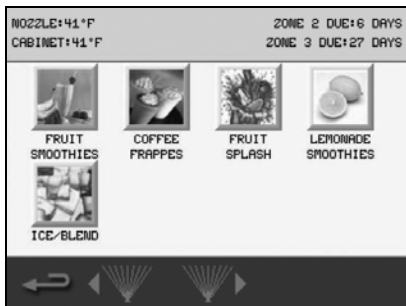 NOZZLE:41°F
ZONE 2 DUE:6 DAYS
CABINET:41°F
ZONE 3 DUE:27 DAYS
FRUIT SMOOTHIES
COFFEE FRAPPES
FRUIT SPLASH
LEMONADE SMOOTHIES
ICE/BLEND